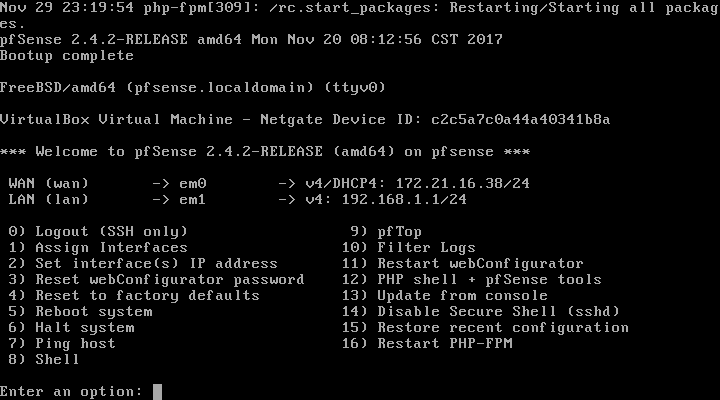 Nov 29 23:19:54 php-fpm[309]: /rc.start_packages: Restarting/Starting all packag
es.
pfSense 2.4.2-RELEASE amd64 Mon Nov 20 08:12:56 CST 2017
Bootup complete
FreeBSD/amd64 (pfsense.localdomain) (ttyv0)
VirtualBox Virtual Machine - Netgate Device ID: c2c5a7c0a44a40341b8a
*** Welcome to pfSense 2.4.2-RELEASE (amd64) on pfsense ***
WAN (wan) -> em0 -> v4/DHCP4: 172.21.16.38/24
LAN (lan) -> em1 -> v4: 192.168.1.1/24
0) Logout (SSH only) 9) pfTop
1) Assign Interfaces 10) Filter Logs
2) Set interface(s) IP address 11) Restart webConfigurator
3) Reset webConfigurator password 12) PHP shell + pfSense tools
4) Reset to factory defaults 13) Update from console
5) Reboot system 14) Disable Secure Shell (sshd)
6) Halt system 15) Restore recent configuration
7) Ping host 16) Restart PHP-FPM
8) Shell
Enter an option: